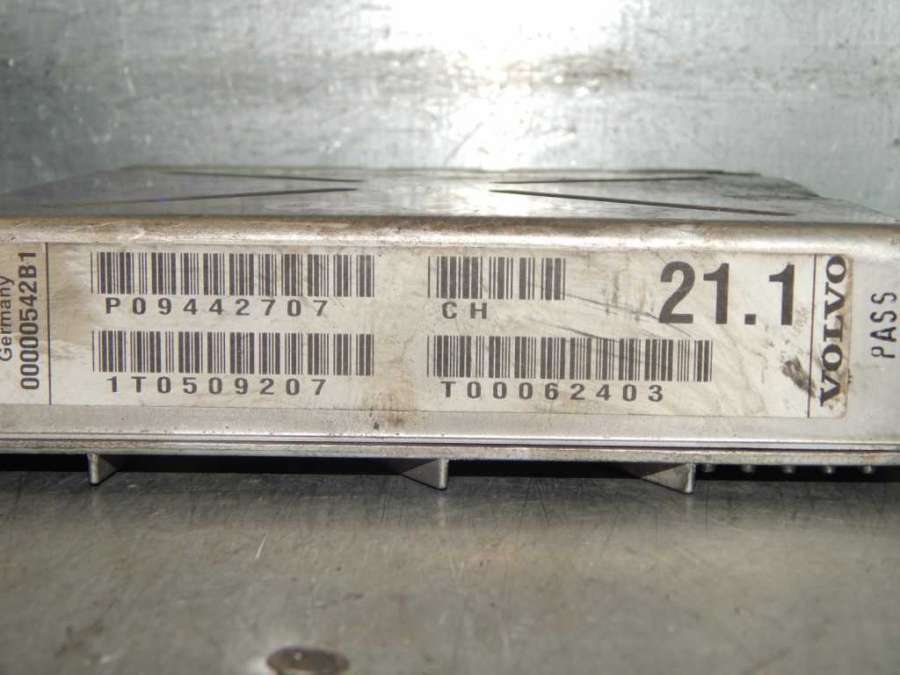 Germany
00000542B1
P09442707
1T0509207
CH
T00062403
21.1
VOLVO
PASS